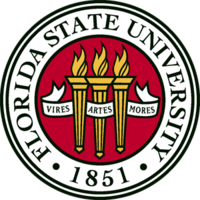 FLORIDA STATE UNIVERSITY
VIRES ARTES MORES
1851